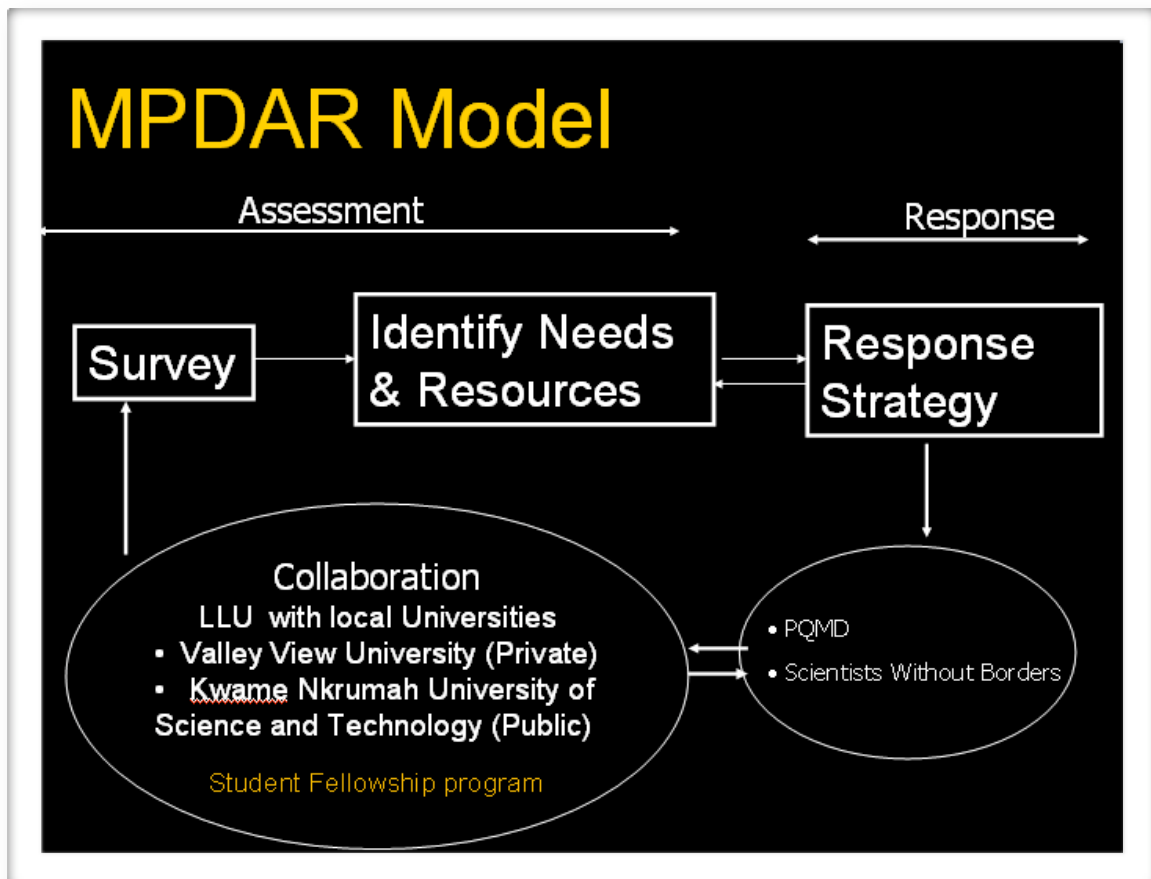 MPDAR Model
Assessment
Response
Survey
Identify Needs
& Resources
Response
Strategy
Collaboration
LLU with local Universities
• Valley View University (Private)
• Kwame Nkrumah University of
Science and Technology (Public)
Student Fellowship program
• PQMD
• Scientists Without Borders